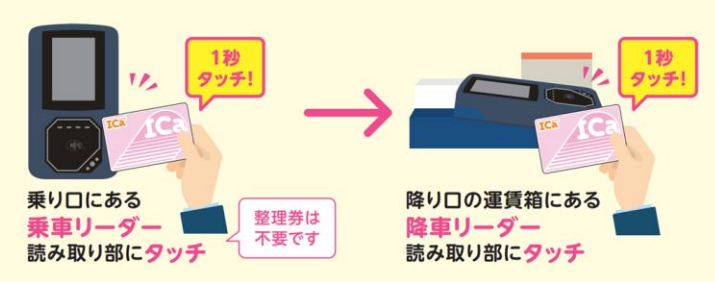 1秒
タッチ!
ICa
ICa
乗り口にある
乗車リーダー
読み取り部にタッチ
整理券は
不要です
1秒
タッチ!
ICa
ICa
降り口の運賃箱にある
降車リーダー
読み取り部にタッチ